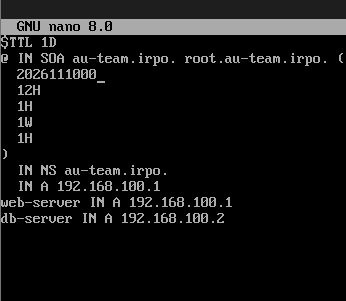 GNU nano 8.0
$TTL 1D
@ IN SOA au-team.irpo. root.au-team.irpo. (
2026111000
12H
1H
1W
1H
)
IN NS au-team.irpo.
IN A 192.168.100.1
web-server IN A 192.168.100.1
db-server IN A 192.168.100.2